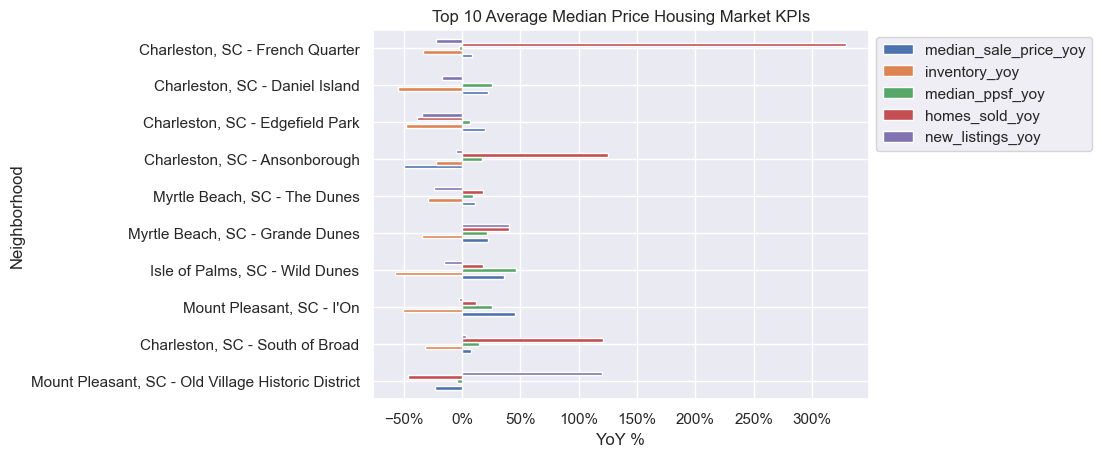 Top 10 Average Median Price Housing Market KPIs
Neighborhood
Charleston, SC - French Quarter
Charleston, SC - Daniel Island
Charleston, SC - Edgefield Park
Charleston, SC - Ansonborough
Myrtle Beach, SC - The Dunes
Myrtle Beach, SC - Grande Dunes
Isle of Palms, SC - Wild Dunes
Mount Pleasant, SC - I'On
Charleston, SC - South of Broad
Mount Pleasant, SC - Old Village Historic District
−50% 0% 50% 100% 150% 200% 250% 300%
YoY %
median_sale_price_yoy
inventory_yoy
median_ppsf_yoy
homes_sold_yoy
new_listings_yoy